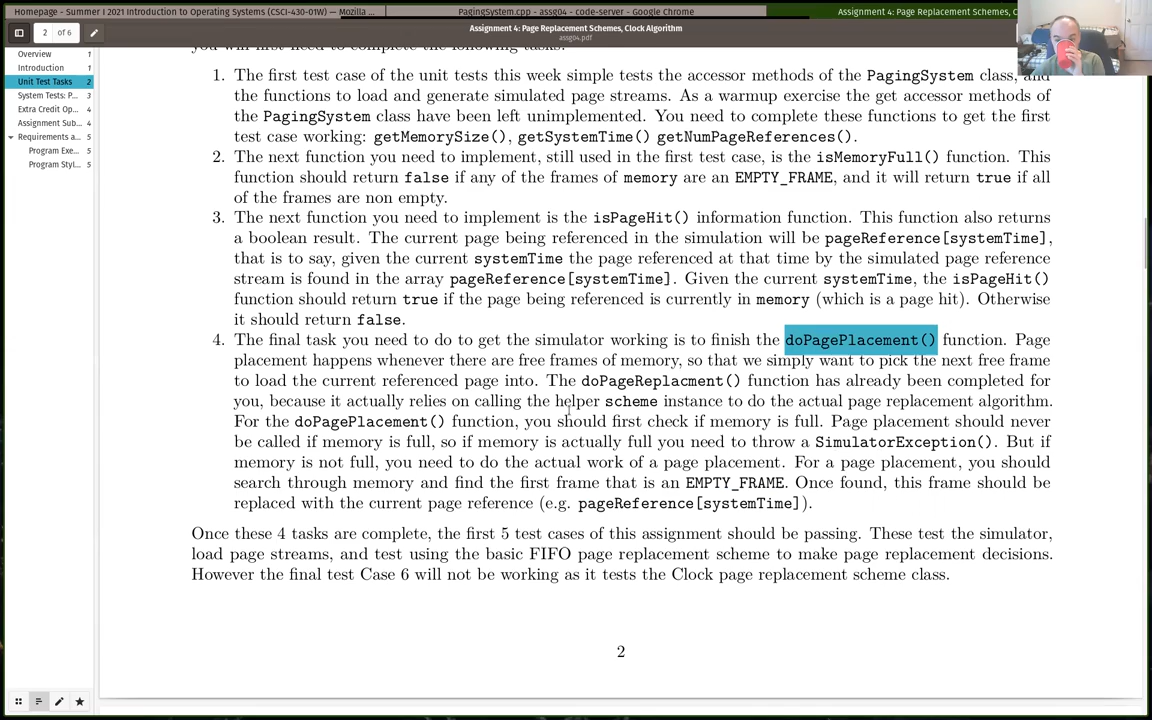 Homepage - Summer I 2021 Introduction to Operating Systems (CSCI-430-01W) — Mozilla ...
PagingSystem.cpp - assg04 - code-server - Google Chrome
Assignment 4: Page Replacement Schemes, C
2 of 6
Assignment 4: Page Replacement Schemes, Clock Algorithm
assg04.pdf
Overview 1
Introduction 1
Unit Test Tasks 2
System Tests: P... 3
Extra Credit Op... 4
Assignment Sub... 4
Requirements a... 5
Program Exe... 5
Program Styl... 5
you will first need to complete the following tasks.
1. The first test case of the unit tests this week simple tests the accessor methods of the PagingSystem class, and
the functions to load and generate simulated page streams. As a warmup exercise the get accessor methods of
the PagingSystem class have been left unimplemented. You need to complete these functions to get the first
test case working: getMemorySize(), getSystemTime() getNumPageReferences().
2. The next function you need to implement, still used in the first test case, is the isMemoryFull() function. This
function should return false if any of the frames of memory are an EMPTY_FRAME, and it will return true if all
of the frames are non empty.
3. The next function you need to implement is the isPageHit() information function. This function also returns
a boolean result. The current page being referenced in the simulation will be pageReference[systemTime],
that is to say, given the current systemTime the page referenced at that time by the simulated page reference
stream is found in the array pageReference[systemTime]. Given the current systemTime, the isPageHit()
function should return true if the page being referenced is currently in memory (which is a page hit). Otherwise
it should return false.
4. The final task you need to do to get the simulator working is to finish the doPagePlacement() function. Page
placement happens whenever there are free frames of memory, so that we simply want to pick the next free frame
to load the current referenced page into. The doPageReplacment() function has already been completed for
you, because it actually relies on calling the helper scheme instance to do the actual page replacement algorithm.
For the doPagePlacement() function, you should first check if memory is full. Page placement should never
be called if memory is full, so if memory is actually full you need to throw a SimulatorException(). But if
memory is not full, you need to do the actual work of a page placement. For a page placement, you should
search through memory and find the first frame that is an EMPTY_FRAME. Once found, this frame should be
replaced with the current page reference (e.g. pageReference[systemTime]).
Once these 4 tasks are complete, the first 5 test cases of this assignment should be passing. These test the simulator,
load page streams, and test using the basic FIFO page replacement scheme to make page replacement decisions.
However the final test Case 6 will not be working as it tests the Clock page replacement scheme class.
2